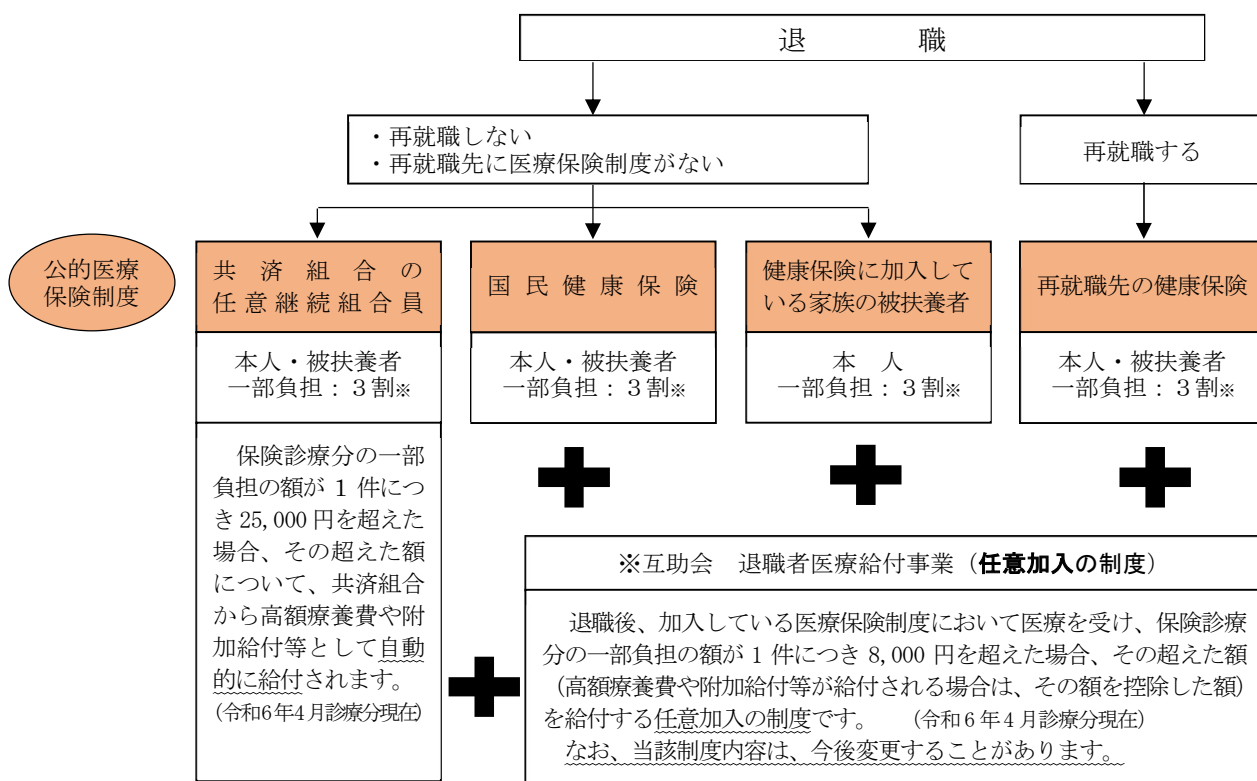 退　　　職
・再就職しない
・再就職先に医療保険制度がない
再就職する
公的医療
保険制度
共済組合の
任意継続組合員
国民健康保険
健康保険に加入して
いる家族の被扶養者
再就職先の健康保険
本人・被扶養者
一部負担：３割※
本人・被扶養者
一部負担：３割※
本　人
一部負担：３割※
本人・被扶養者
一部負担：３割※
保険診療分の一部
負担の額が 1 件につ
き 25,000 円を超えた
場合、その超えた額
について、共済組合
から高額療養費や附
加給付等として自動
的に給付されます。
(令和6年4月診療分現在)
※互助会　退職者医療給付事業（任意加入の制度）
退職後、加入している医療保険制度において医療を受け、保険診療
分の一部負担の額が 1 件につき 8,000 円を超えた場合、その超えた額
（高額療養費や附加給付等が給付される場合は、その額を控除した額）
を給付する任意加入の制度です。　（令和６年４月診療分現在）
なお、当該制度内容は、今後変更することがあります。